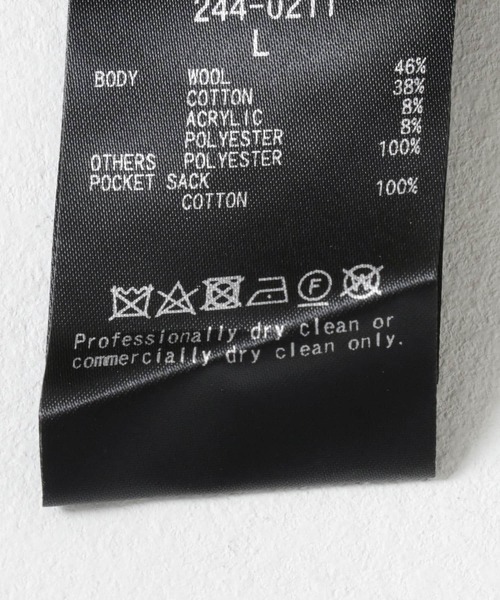 244-0211
L
BODY WOOL 46%
COTTON 38%
ACRYLIC 8%
POLYESTER 8%
OTHERS POLYESTER 100%
POCKET SACK
COTTON 100%
F W
Professionally dry clean or
commercially dry clean only.